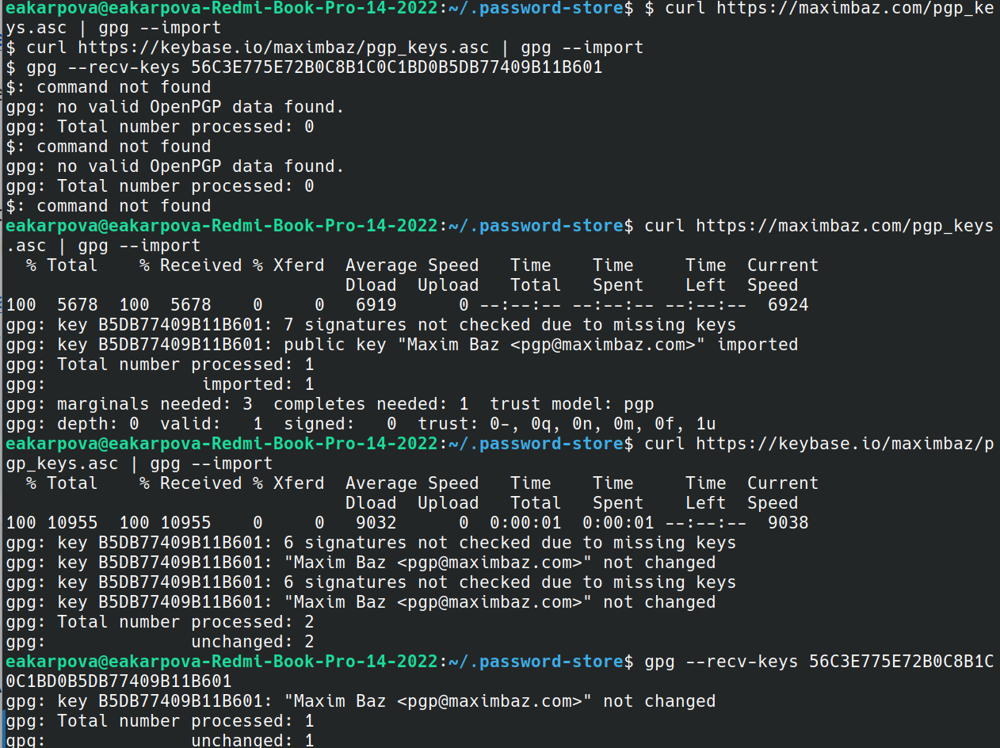 eakarpova@eakarpova-Redmi-Book-Pro-14-2022:~/.password-store$ $ curl https://maximbaz.com/pgp_ke
ys.asc | gpg --import
$ curl https://keybase.io/maximbaz/pgp_keys.asc | gpg --import
$ gpg --recv-keys 56C3E775E72B0C8B1C0C1BD0B5DB77409B11B601
$: command not found
gpg: no valid OpenPGP data found.
gpg: Total number processed: 0
$: command not found
gpg: no valid OpenPGP data found.
gpg: Total number processed: 0
$: command not found
eakarpova@eakarpova-Redmi-Book-Pro-14-2022:~/.password-store$ curl https://maximbaz.com/pgp_keys
.asc | gpg --import
  % Total    % Received % Xferd  Average Speed   Time    Time     Time  Current
                                 Dload  Upload   Total   Spent    Left  Speed
100  5678  100  5678    0     0   6919      0 --:--:-- --:--:-- --:--:--  6924
gpg: key B5DB77409B11B601: 7 signatures not checked due to missing keys
gpg: key B5DB77409B11B601: public key "Maxim Baz <pgp@maximbaz.com>" imported
gpg: Total number processed: 1
gpg:               imported: 1
gpg: marginals needed: 3  completes needed: 1  trust model: pgp
gpg: depth: 0  valid:   1  signed:   0  trust: 0-, 0q, 0n, 0m, 0f, 1u
eakarpova@eakarpova-Redmi-Book-Pro-14-2022:~/.password-store$ curl https://keybase.io/maximbaz/p
gp_keys.asc | gpg --import
  % Total    % Received % Xferd  Average Speed   Time    Time     Time  Current
                                 Dload  Upload   Total   Spent    Left  Speed
100 10955  100 10955    0     0   9032      0  0:00:01  0:00:01 --:--:--  9038
gpg: key B5DB77409B11B601: 6 signatures not checked due to missing keys
gpg: key B5DB77409B11B601: "Maxim Baz <pgp@maximbaz.com>" not changed
gpg: key B5DB77409B11B601: 6 signatures not checked due to missing keys
gpg: key B5DB77409B11B601: "Maxim Baz <pgp@maximbaz.com>" not changed
gpg: Total number processed: 2
gpg:              unchanged: 2
eakarpova@eakarpova-Redmi-Book-Pro-14-2022:~/.password-store$ gpg --recv-keys 56C3E775E72B0C8B1C
0C1BD0B5DB77409B11B601
gpg: key B5DB77409B11B601: "Maxim Baz <pgp@maximbaz.com>" not changed
gpg: Total number processed: 1
gpg:              unchanged: 1